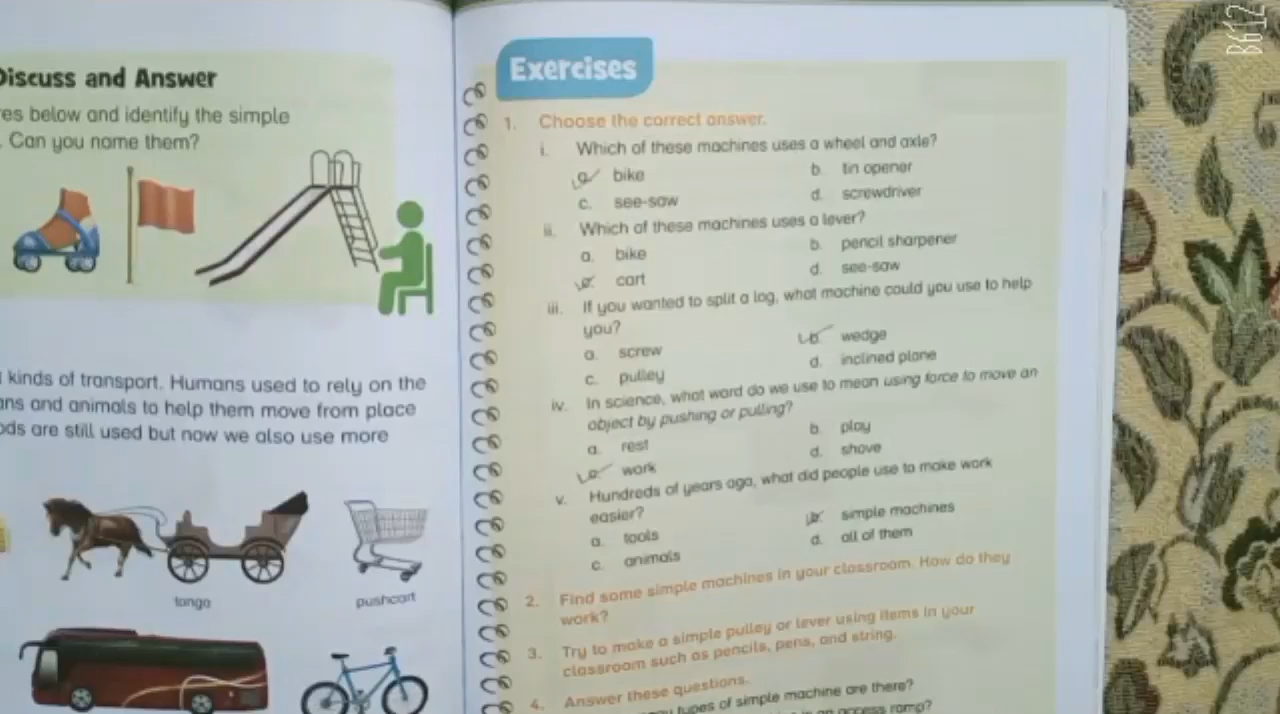 Discuss and Answer
res below and identify the simple
. Can you name them?
kinds of transport. Humans used to rely on the
ans and animals to help them move from place
ods are still used but now we also use more
tanga
pushcart
Exercises
1. Choose the correct answer.
i. Which of these machines uses a wheel and axle?
a. bike b. tin opener
c. see-saw d. screwdriver
ii. Which of these machines uses a lever?
a. bike b. pencil sharpener
c. cart d. see-saw
iii. If you wanted to split a log, what machine could you use to help
you?
a. screw b. wedge
c. pulley d. inclined plane
iv. In science, what word do we use to mean using force to move an
object by pushing or pulling?
a. rest b. play
c. work d. shove
v. Hundreds of years ago, what did people use to make work
easier?
a. tools b. simple machines
c. animals d. all of them
2. Find some simple machines in your classroom. How do they
work?
3. Try to make a simple pulley or lever using items in your
classroom such as pencils, pens, and string.
4. Answer these questions.
types of simple machine are there?
an access ramp?
B612